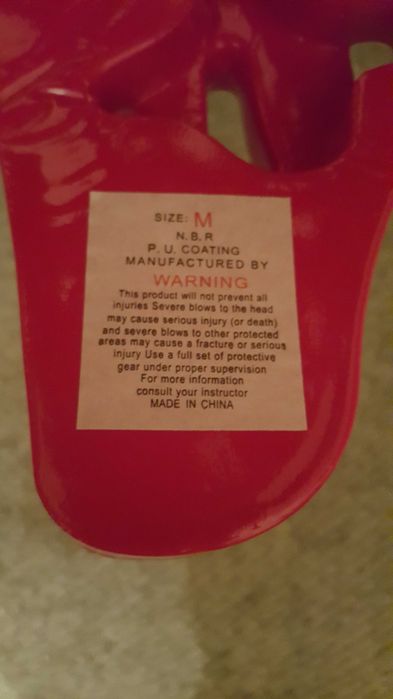 SIZE: M
N.B.R
P.U. COATING
MANUFACTURED BY
WARNING
This product will not prevent all
injuries Severe blows to the head
may cause serious injury (or death)
and severe blows to other protected
areas may cause a fracture or serious
injury Use a full set of protective
gear under proper supervision
For more information
consult your instructor
MADE IN CHINA